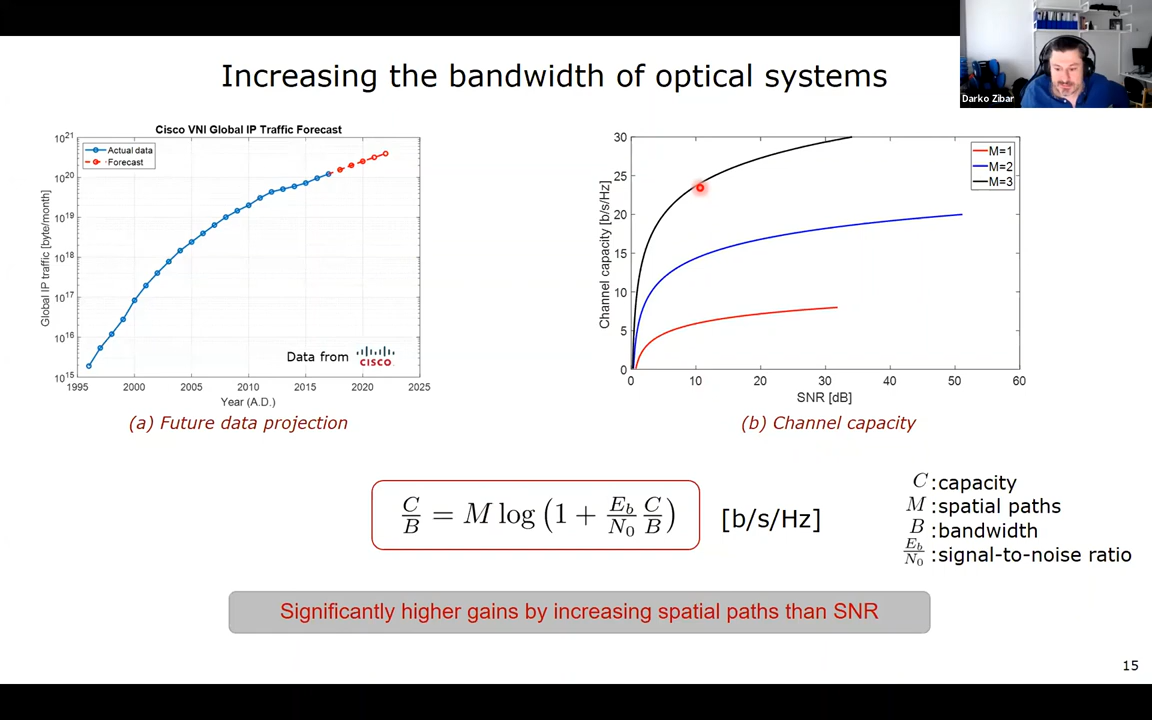 Increasing the bandwidth of optical systems
Darko Zibar
Cisco VNI Global IP Traffic Forecast
Actual data
Forecast
10^21
10^20
10^19
10^18
10^17
10^16
10^15
Global IP traffic [byte/month]
Data from CISCO
1995 2000 2005 2010 2015 2020 2025
Year (A.D.)
(a) Future data projection
M=1
M=2
M=3
30
25
20
15
10
5
0
Channel capacity [b/s/Hz]
0 10 20 30 40 50 60
SNR [dB]
(b) Channel capacity
C/B = M log (1 + E_b/N_0 C/B) [b/s/Hz]
C :capacity
M :spatial paths
B :bandwidth
E_b/N_0 :signal-to-noise ratio
Significantly higher gains by increasing spatial paths than SNR
15